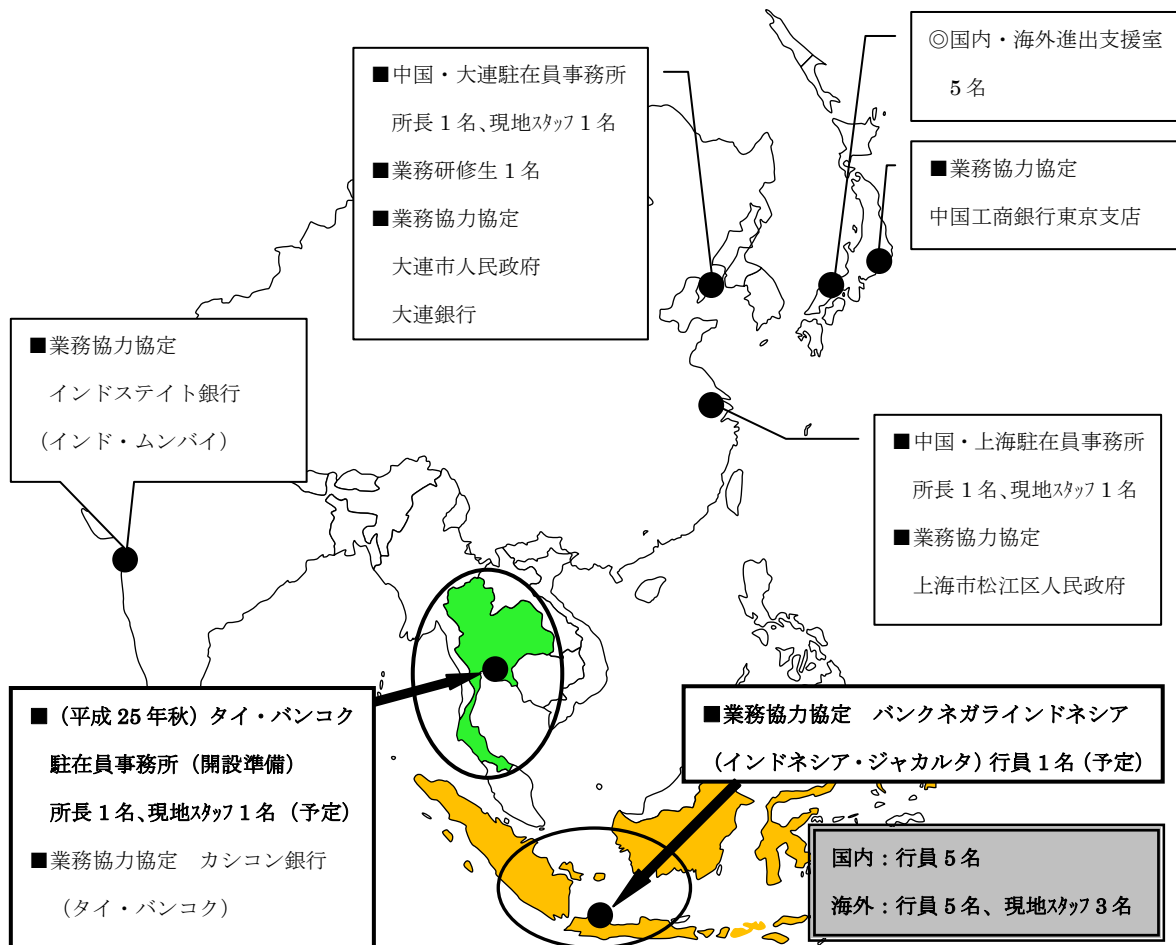 ◎国内・海外進出支援室
5名
■中国・大連駐在員事務所
所長1名、現地ｽﾀｯﾌ1名
■業務研修生1名
■業務協力協定
大連市人民政府
大連銀行
■業務協力協定
中国工商銀行東京支店
■業務協力協定
インドステイト銀行
(インド・ムンバイ)
■中国・上海駐在員事務所
所長1名、現地ｽﾀｯﾌ1名
■業務協力協定
上海市松江区人民政府
■(平成25年秋)タイ・バンコク
駐在員事務所(開設準備)
所長1名、現地ｽﾀｯﾌ1名(予定)
■業務協力協定 カシコン銀行
(タイ・バンコク)
■業務協力協定 バンクネガラインドネシア
(インドネシア・ジャカルタ)行員1名(予定)
国内:行員5名
海外:行員5名、現地ｽﾀｯﾌ3名